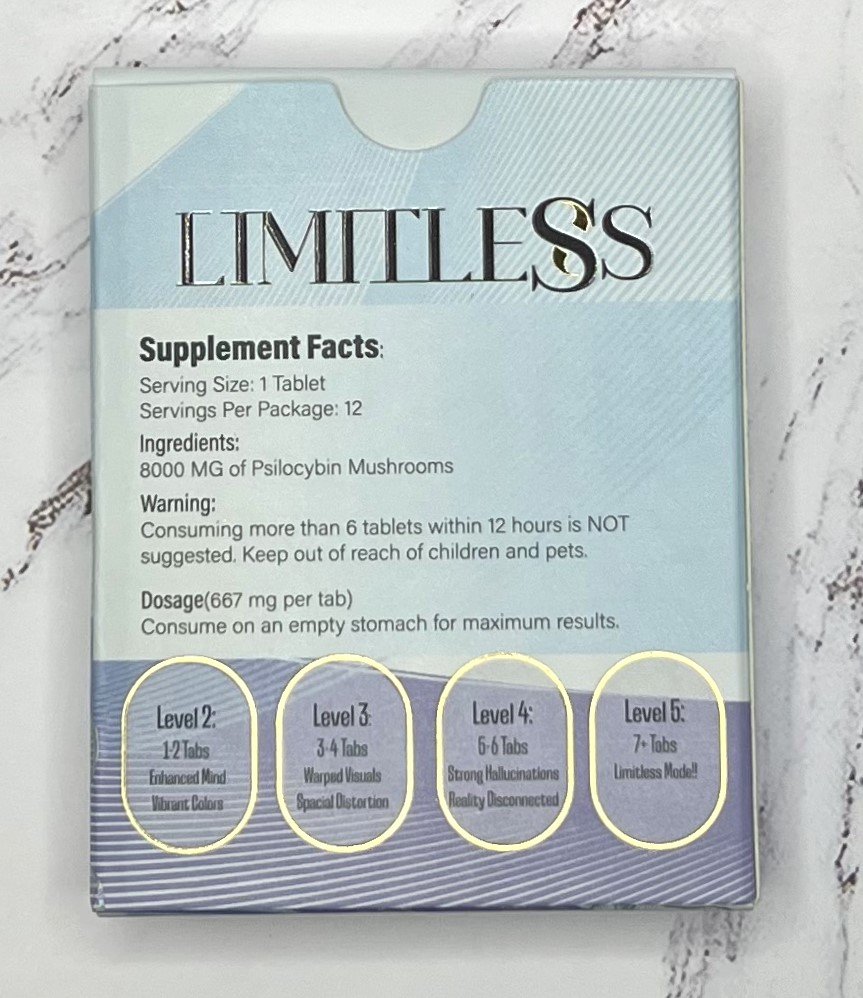 LIMITLESS
Supplement Facts:
Serving Size: 1 Tablet
Servings Per Package: 12
Ingredients:
8000 MG of Psilocybin Mushrooms
Warning:
Consuming more than 6 tablets within 12 hours is NOT
suggested. Keep out of reach of children and pets.
Dosage(667 mg per tab)
Consume on an empty stomach for maximum results.
Level 2:
1-2 Tabs
Enhanced Mind
Vibrant Colors
Level 3:
3-4 Tabs
Warped Visuals
Spacial Distortion
Level 4:
5-6 Tabs
Strong Hallucinations
Reality Disconnected
Level 5:
7+ Tabs
Limitless Mode!!